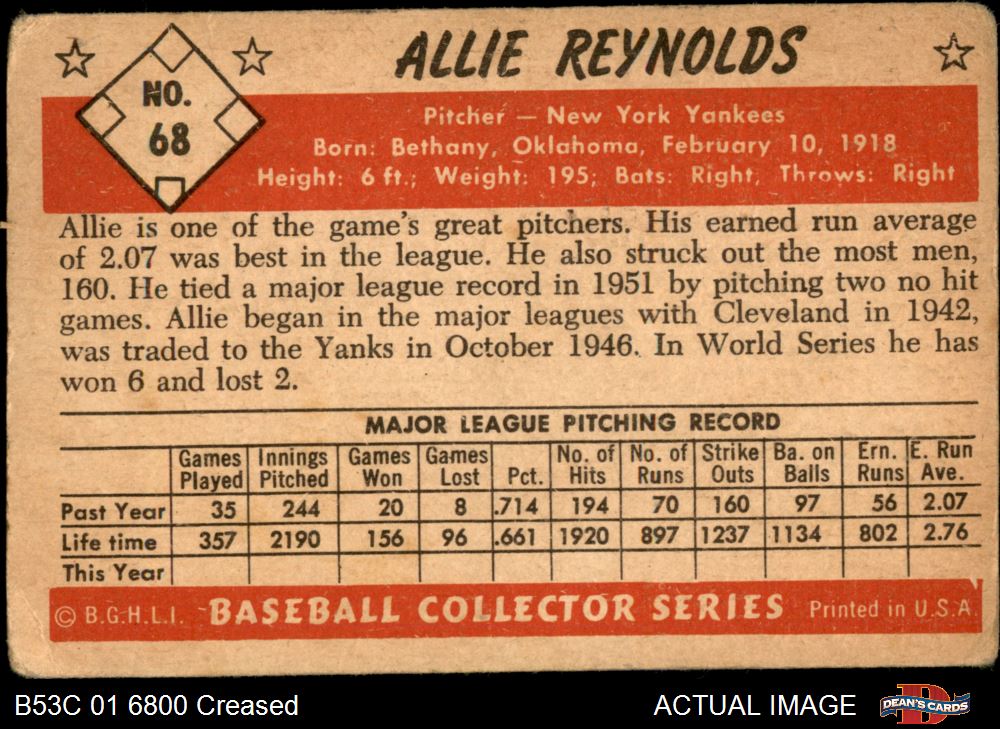 ALLIE REYNOLDS
NO.
68
Pitcher — New York Yankees
Born: Bethany, Oklahoma, February 10, 1918
Height: 6 ft.; Weight: 195; Bats: Right, Throws: Right
Allie is one of the game's great pitchers. His earned run average
of 2.07 was best in the league. He also struck out the most men,
160. He tied a major league record in 1951 by pitching two no hit
games. Allie began in the major leagues with Cleveland in 1942,
was traded to the Yanks in October 1946. In World Series he has
won 6 and lost 2.
MAJOR LEAGUE PITCHING RECORD
Games Innings Games Games No. of No. of Strike Ba. on Ern. E. Run
Played Pitched Won Lost Pct. Hits Runs Outs Balls Runs Ave.
Past Year 35 244 20 8 .714 194 70 160 97 56 2.07
Life time 357 2190 156 96 .661 1920 897 1237 1134 802 2.76
This Year
© B.G.H.L.I. BASEBALL COLLECTOR SERIES Printed in U.S.A.
B53C 01 6800 Creased ACTUAL IMAGE DEAN'S CARDS